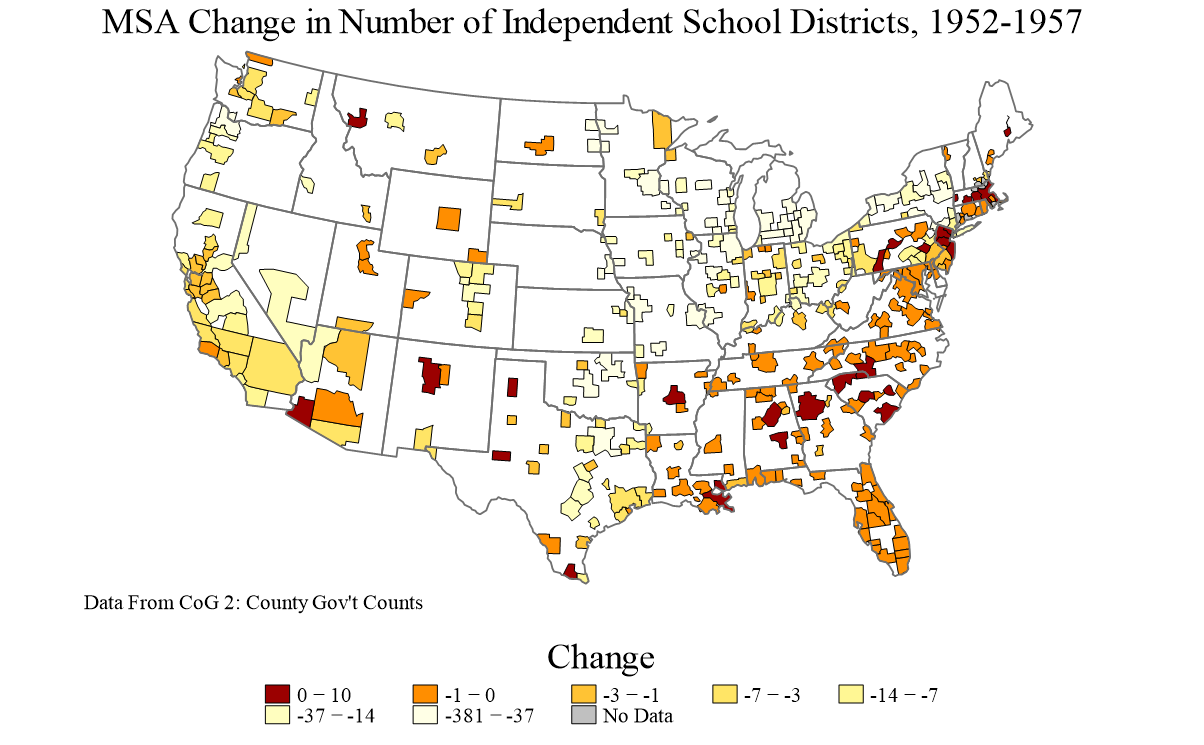 MSA Change in Number of Independent School Districts, 1952-1957
Data From CoG 2: County Gov't Counts
Change
0 − 10 -1 − 0 -3 − -1 -7 − -3 -14 − -7
-37 − -14 -381 − -37 No Data